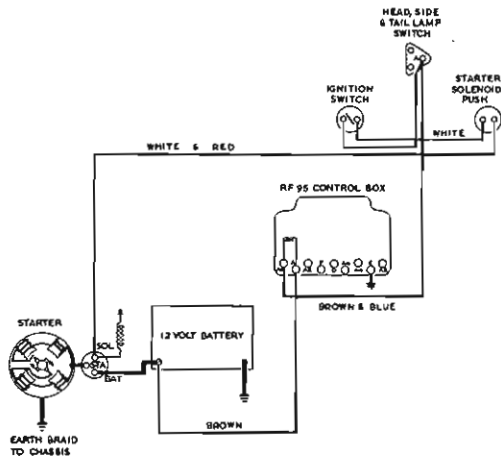 HEAD, SIDE
& TAIL LAMP
SWITCH
IGNITION
SWITCH
STARTER
SOLENOID
PUSH
WHITE
WHITE & RED
RF 95 CONTROL BOX
BROWN & BLUE
STARTER
SOL
STA
BAT
12 VOLT BATTERY
BROWN
EARTH BRAID
TO CHASSIS